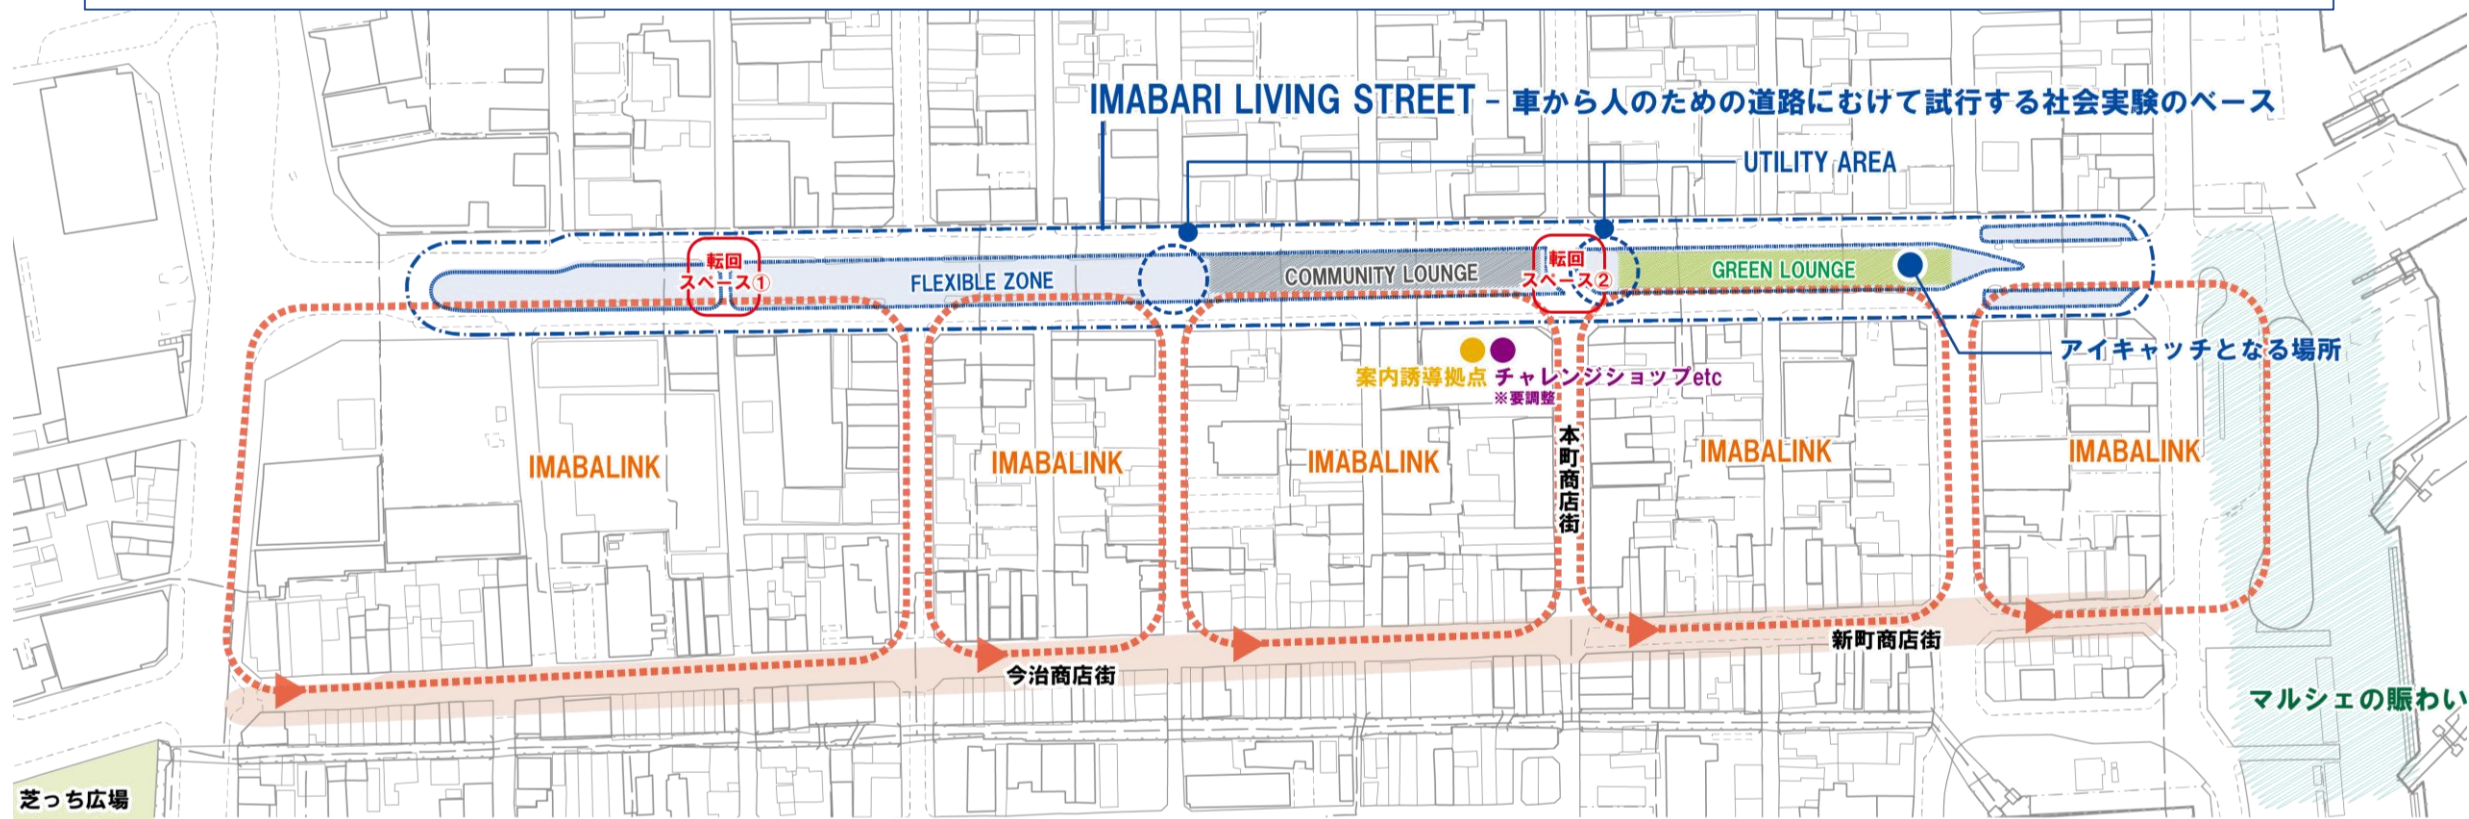 IMABARI LIVING STREET - 車から人のための道路にむけて試行する社会実験のベース
UTILITY AREA
転回
スペース①
FLEXIBLE ZONE
COMMUNITY LOUNGE
転回
スペース②
GREEN LOUNGE
アイキャッチとなる場所
案内誘導拠点 チャレンジショップetc
※要調整
IMABALINK
IMABALINK
IMABALINK
本町商店街
IMABALINK
IMABALINK
今治商店街
新町商店街
マルシェの賑わい
芝っち広場